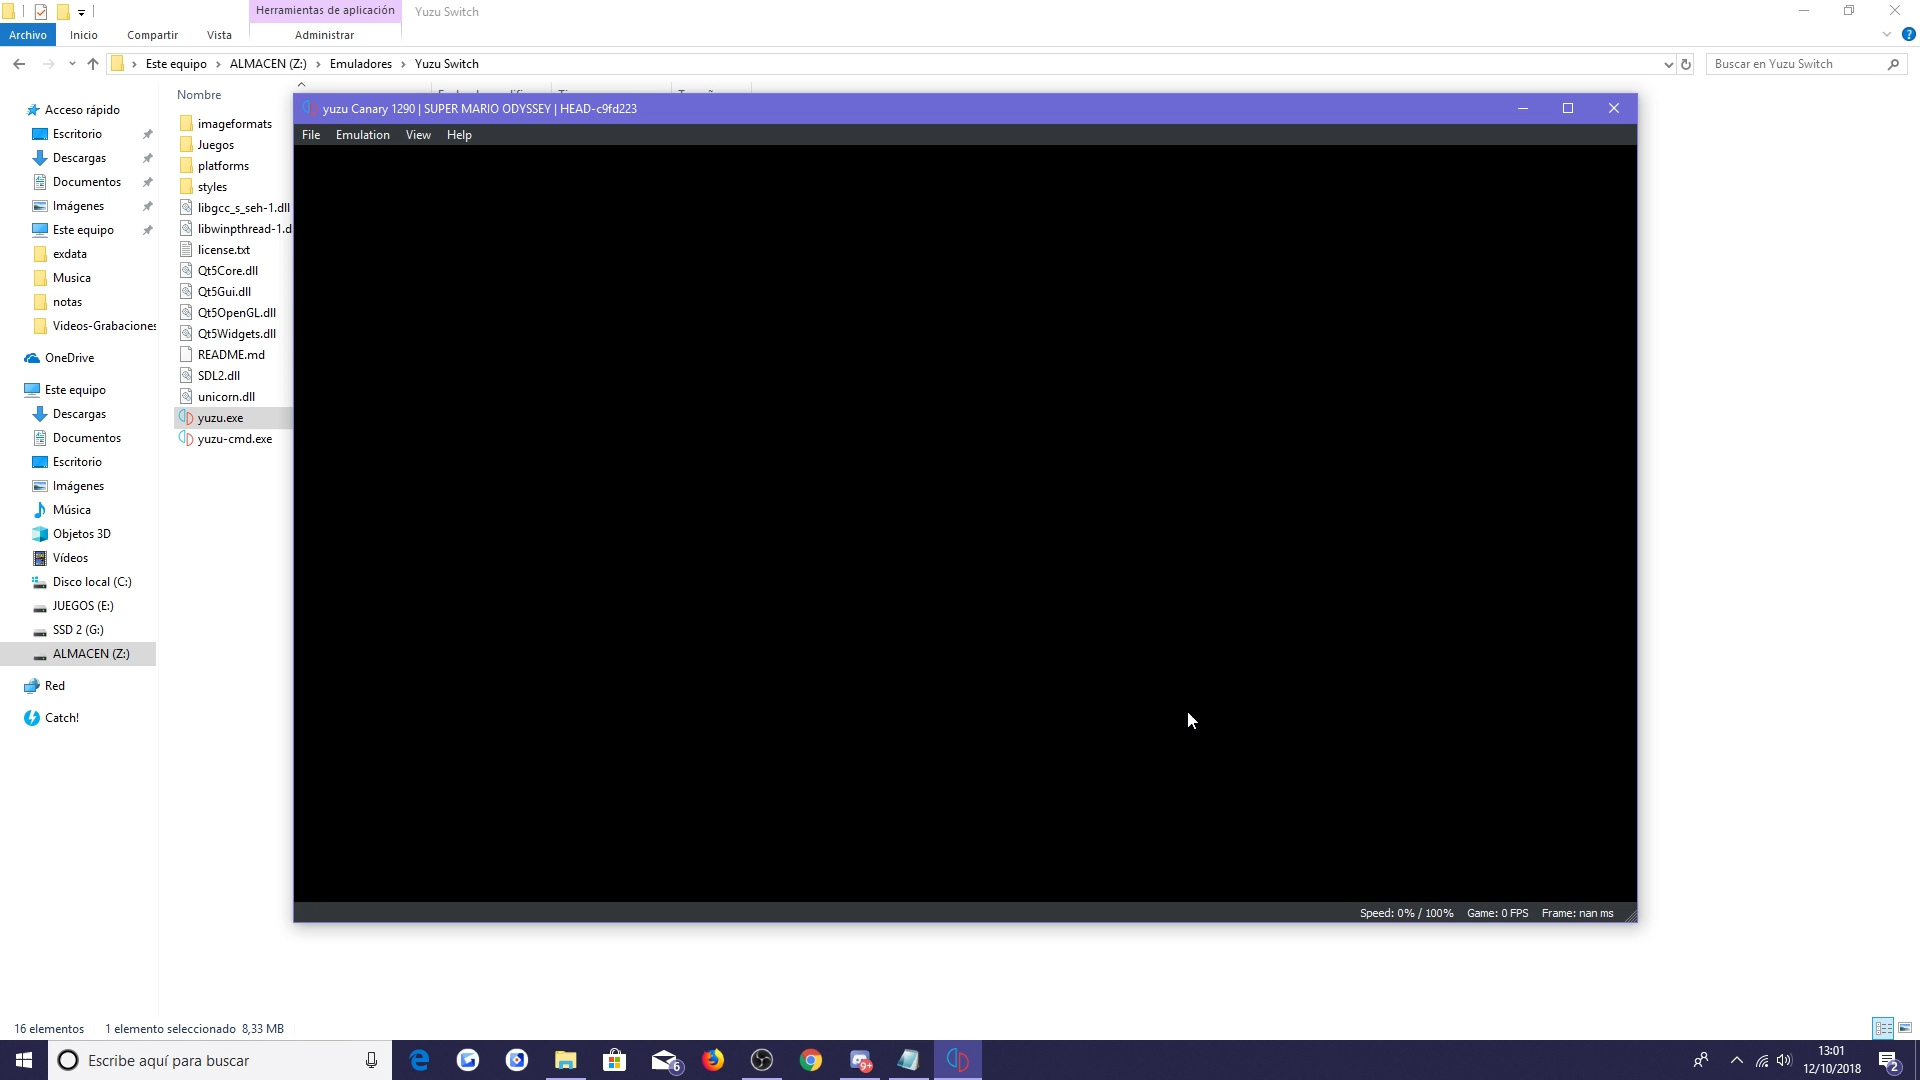 Herramientas de aplicación
Yuzu Switch
Archivo
Inicio
Compartir
Vista
Administrar
Este equipo
ALMACEN (Z:)
Emuladores
Yuzu Switch
Buscar en Yuzu Switch
Acceso rápido
Escritorio
Descargas
Documentos
Imágenes
Este equipo
exdata
Musica
notas
Videos-Grabaciones
OneDrive
Este equipo
Descargas
Documentos
Escritorio
Imágenes
Música
Objetos 3D
Vídeos
Disco local (C:)
JUEGOS (E:)
SSD 2 (G:)
ALMACEN (Z:)
Red
Catch!
Nombre
imageformats
Juegos
platforms
styles
libgcc_s_seh-1.dll
libwinpthread-1.d
license.txt
Qt5Core.dll
Qt5Gui.dll
Qt5OpenGL.dll
Qt5Widgets.dll
README.md
SDL2.dll
unicorn.dll
yuzu.exe
yuzu-cmd.exe
yuzu Canary 1290 | SUPER MARIO ODYSSEY | HEAD-c9fd223
File Emulation View Help
Speed: 0% / 100% Game: 0 FPS Frame: nan ms
16 elementos 1 elemento seleccionado 8,33 MB
Escribe aquí para buscar
6
9+
13:01
12/10/2018
2